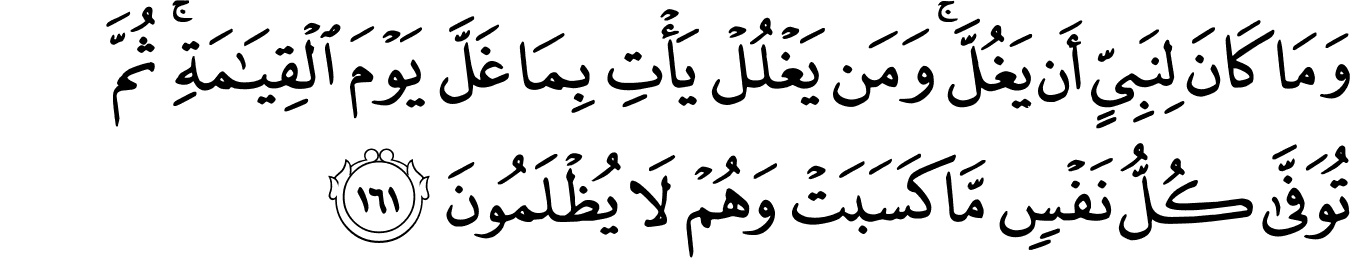 وَمَا كَانَ لِنَبِيٍّ أَن يَغُلَّ ۚ وَمَن يَغْلُلْ يَأْتِ بِمَا غَلَّ يَوْمَ ٱلْقِيَـٰمَةِ ۚ ثُمَّ
تُوَفَّىٰ كُلُّ نَفْسٍ مَّا كَسَبَتْ وَهُمْ لَا يُظْلَمُونَ ١٦١